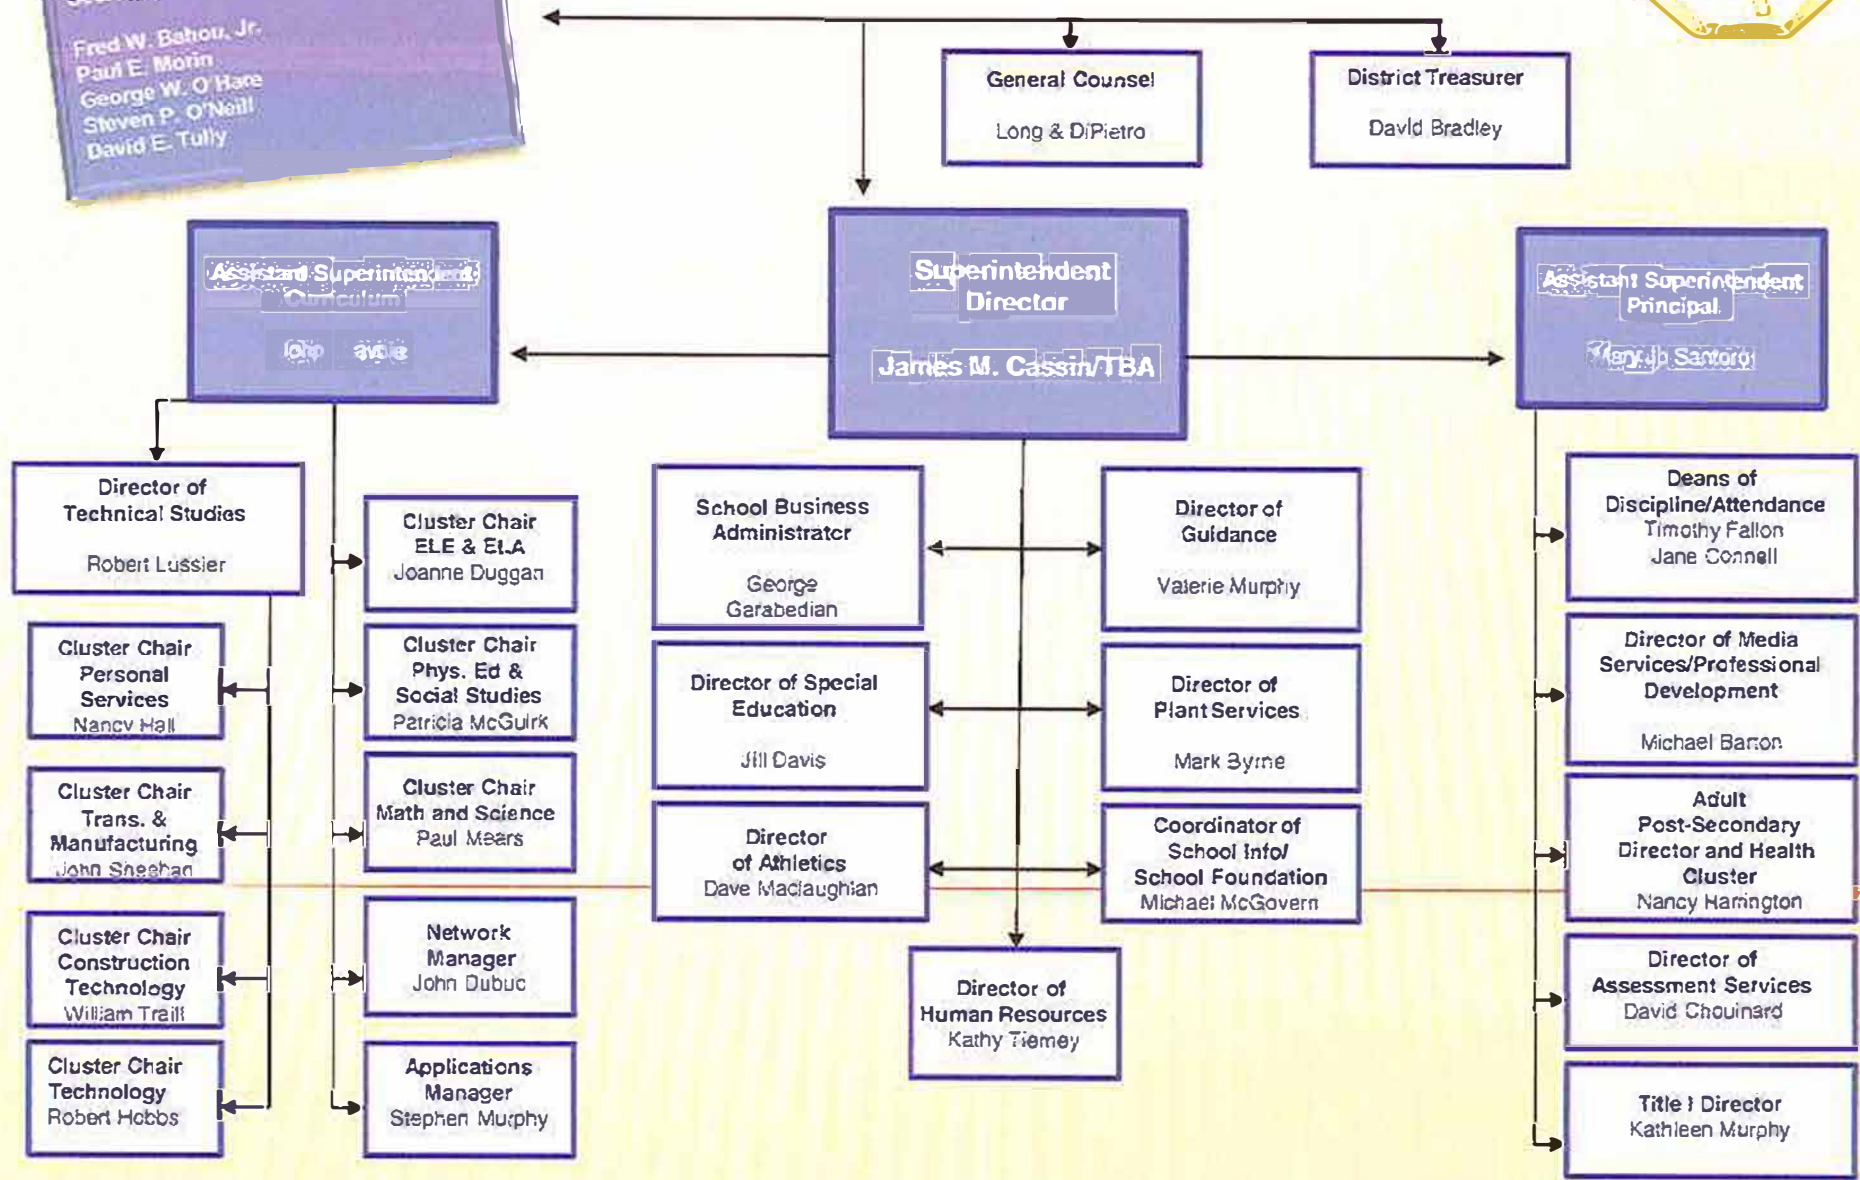 Fred W. Bahou, Jr.
Paul E. Morin
George W. O'Hare
Steven P. O'Neill
David E. Tully
General Counsel
Long & DiPietro
District Treasurer
David Bradley
Assistant Superintendent
Curriculum
Superintendent
Director
James M. Cassin/TBA
Assistant Superintendent
Principal
Mary Jo Santoro
Director of
Technical Studies
Robert Lussier
Cluster Chair
Personal
Services
Nancy Hall
Cluster Chair
Trans. &
Manufacturing
John Sheehan
Cluster Chair
Construction
Technology
William Traill
Cluster Chair
Technology
Robert Hobbs
Cluster Chair
ELE & ELA
Joanne Duggan
Cluster Chair
Phys. Ed &
Social Studies
Patricia McGuirk
Cluster Chair
Math and Science
Paul Mears
Network
Manager
John Dubuc
Applications
Manager
Stephen Murphy
School Business
Administrator
George
Garabedian
Director of Special
Education
Jill Davis
Director
of Athletics
Dave Maclaughlan
Director of
Guidance
Valerie Murphy
Director of
Plant Services
Mark Byrne
Coordinator of
School Info/
School Foundation
Michael McGovern
Director of
Human Resources
Kathy Tierney
Deans of
Discipline/Attendance
Timothy Fallon
Jane Connell
Director of Media
Services/Professional
Development
Michael Barton
Adult
Post-Secondary
Director and Health
Cluster
Nancy Harrington
Director of
Assessment Services
David Chouinard
Title I Director
Kathleen Murphy